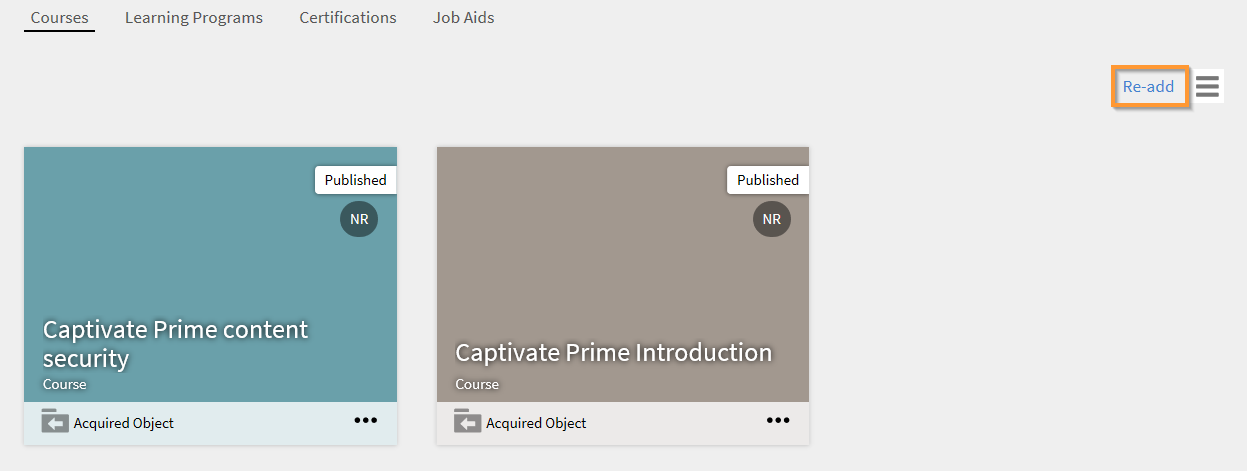 Courses Learning Programs Certifications Job Aids
Re-add
Published
NR
Captivate Prime content
security
Course
Acquired Object
Published
NR
Captivate Prime Introduction
Course
Acquired Object